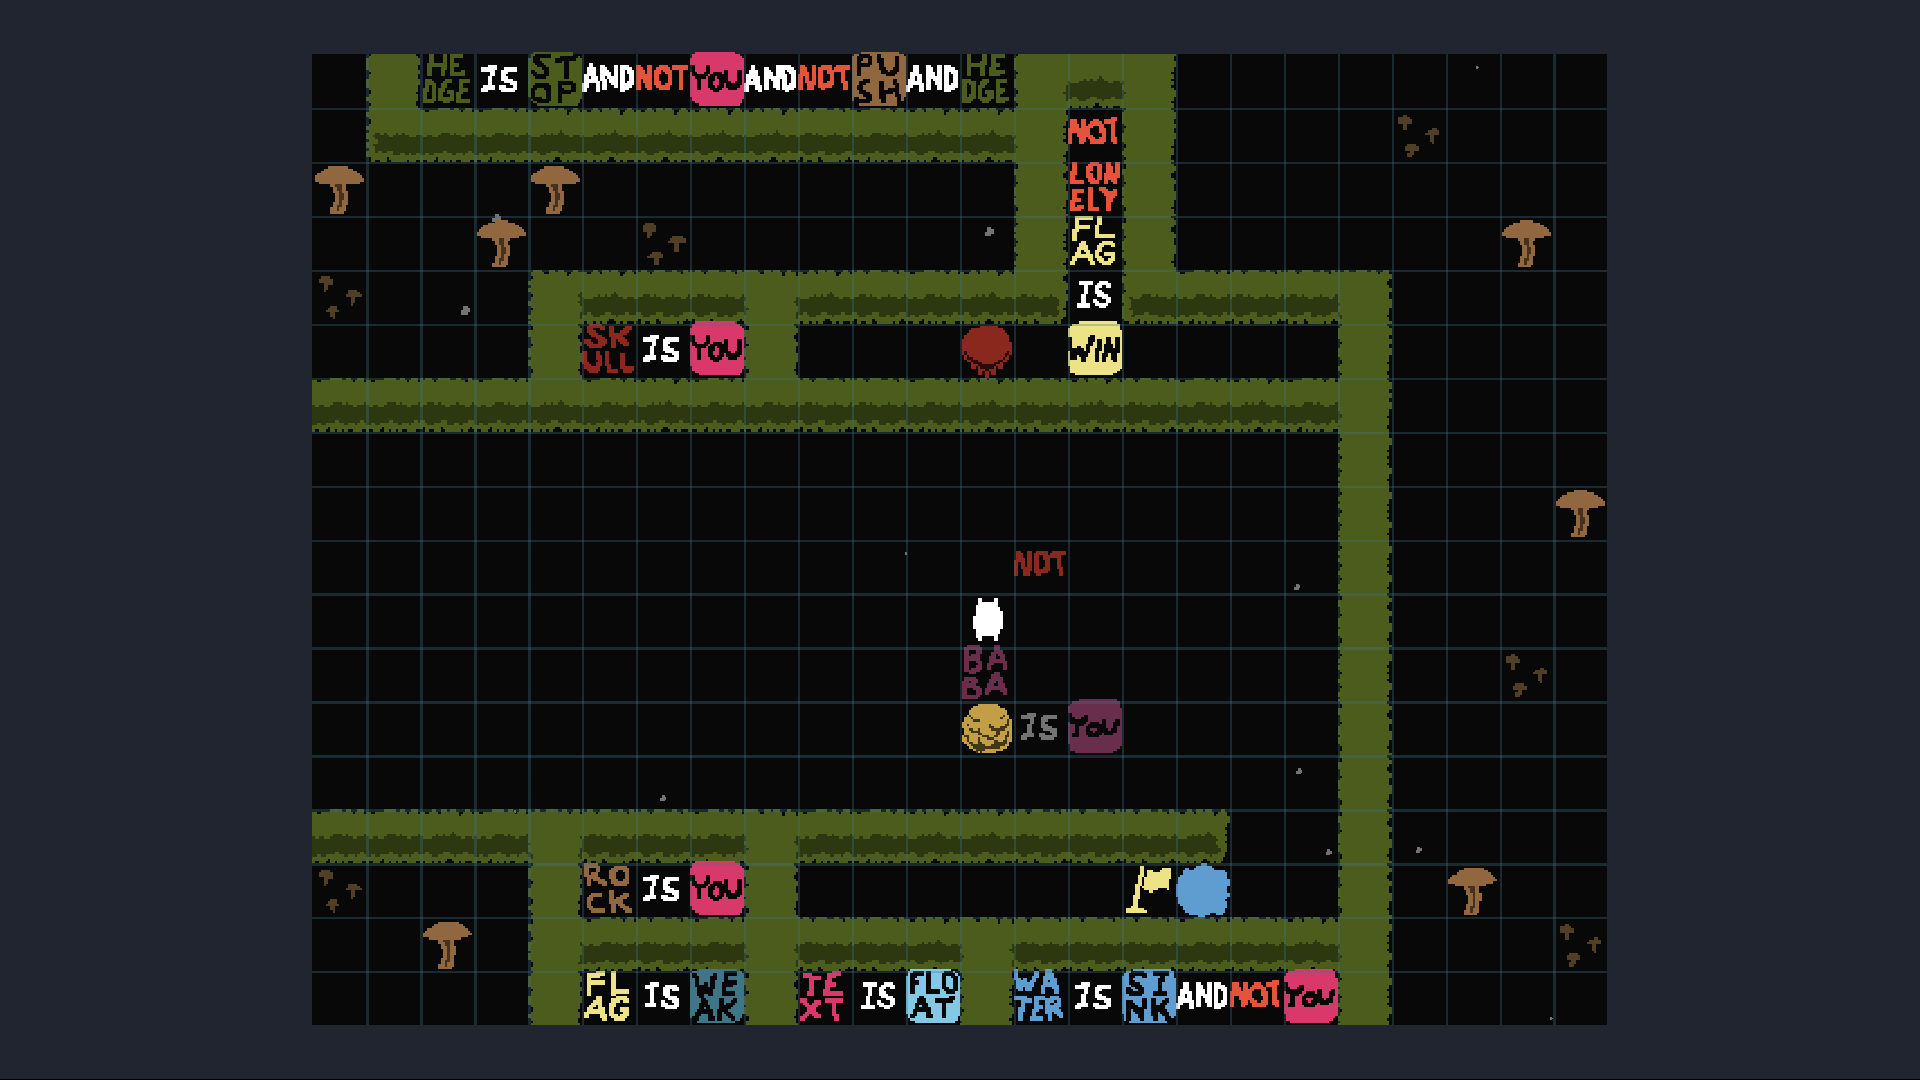 HEDGE IS STOP AND NOT YOU AND NOT PUSH AND HEDGE
NOT
LONELY
FLAG
IS
SKULL IS YOU
WIN
NOT
BABA
IS YOU
ROCK IS YOU
FLAG IS WEAK
TEXT IS FLOAT
WATER IS SINK AND NOT YOU